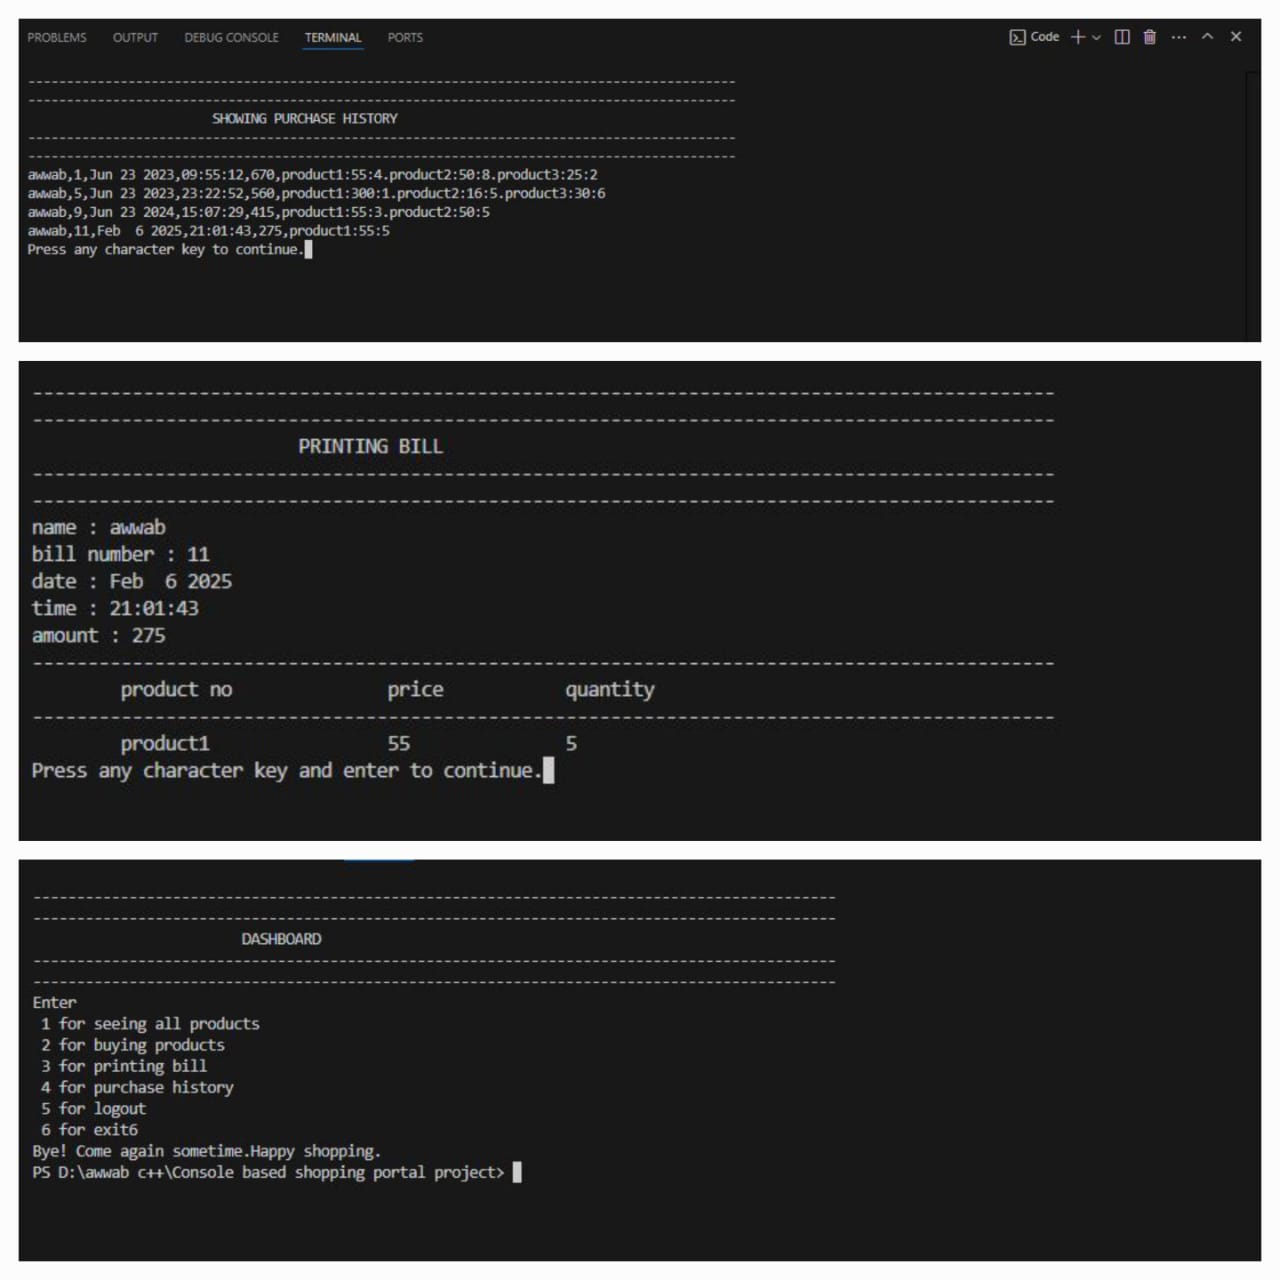 PROBLEMS OUTPUT DEBUG CONSOLE TERMINAL PORTS Code
--------------------------------------------------------------------------------------------
--------------------------------------------------------------------------------------------
SHOWING PURCHASE HISTORY
--------------------------------------------------------------------------------------------
--------------------------------------------------------------------------------------------
awwab,1,Jun 23 2023,09:55:12,670,product1:55:4.product2:50:8.product3:25:2
awwab,5,Jun 23 2023,23:22:52,560,product1:300:1.product2:16:5.product3:30:6
awwab,9,Jun 23 2024,15:07:29,415,product1:55:3.product2:50:5
awwab,11,Feb  6 2025,21:01:43,275,product1:55:5
Press any character key to continue.
--------------------------------------------------------------------------------------------
--------------------------------------------------------------------------------------------
PRINTING BILL
--------------------------------------------------------------------------------------------
--------------------------------------------------------------------------------------------
name : awwab
bill number : 11
date : Feb  6 2025
time : 21:01:43
amount : 275
--------------------------------------------------------------------------------------------
product no price quantity
--------------------------------------------------------------------------------------------
product1 55 5
Press any character key and enter to continue.
--------------------------------------------------------------------------------------------
--------------------------------------------------------------------------------------------
DASHBOARD
--------------------------------------------------------------------------------------------
--------------------------------------------------------------------------------------------
Enter
1 for seeing all products
2 for buying products
3 for printing bill
4 for purchase history
5 for logout
6 for exit6
Bye! Come again sometime.Happy shopping.
PS D:\awwab c++\Console based shopping portal project>